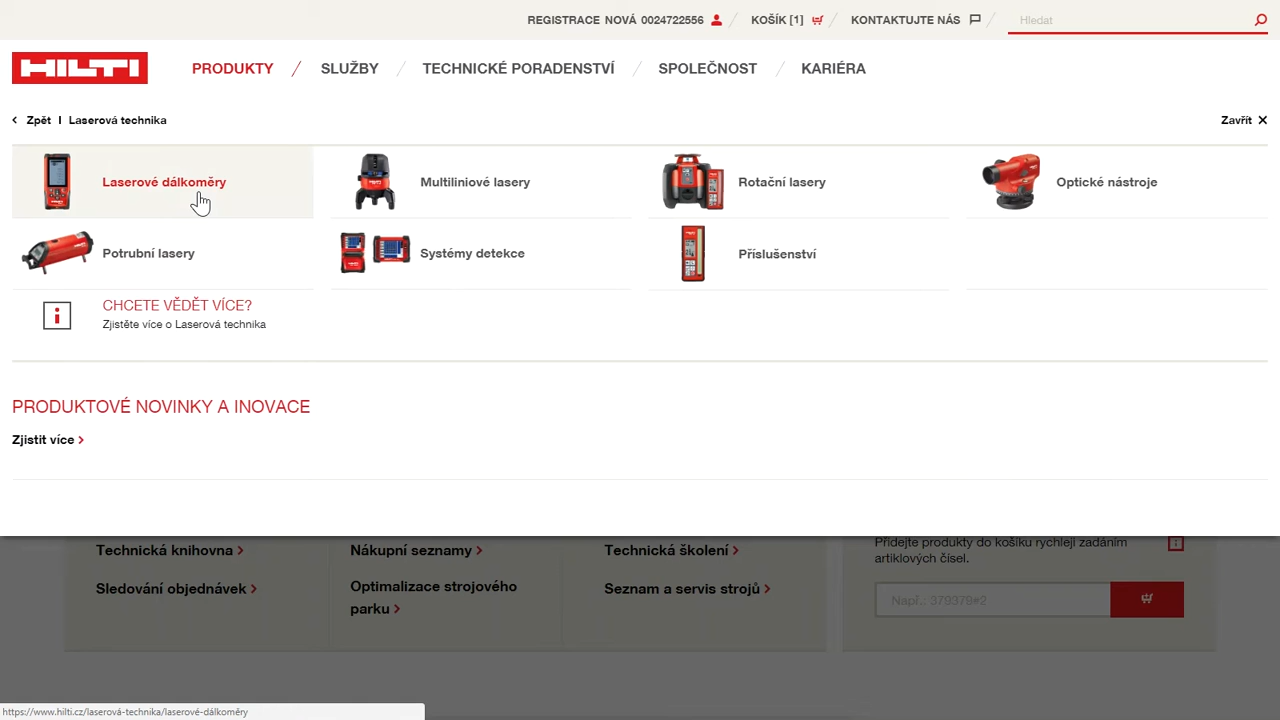 REGISTRACE NOVÁ 0024722556
KOŠÍK [1]
KONTAKTUJTE NÁS
Hledat
HILTI
PRODUKTY
SLUŽBY
TECHNICKÉ PORADENSTVÍ
SPOLEČNOST
KARIÉRA
Zpět
Laserová technika
Zavřít
Laserové dálkoměry
Multiliniové lasery
Rotační lasery
Optické nástroje
Potrubní lasery
Systémy detekce
Příslušenství
CHCETE VĚDĚT VÍCE?
Zjistěte více o Laserová technika
PRODUKTOVÉ NOVINKY A INOVACE
Zjistit více
Technická knihovna
Nákupní seznamy
Technická školení
Přidejte produkty do košíku rychleji zadáním
artiklových čísel.
Sledování objednávek
Optimalizace strojového
parku
Seznam a servis strojů
Např.: 379379#2
https://www.hilti.cz/laserová-technika/laserové-dálkoměry